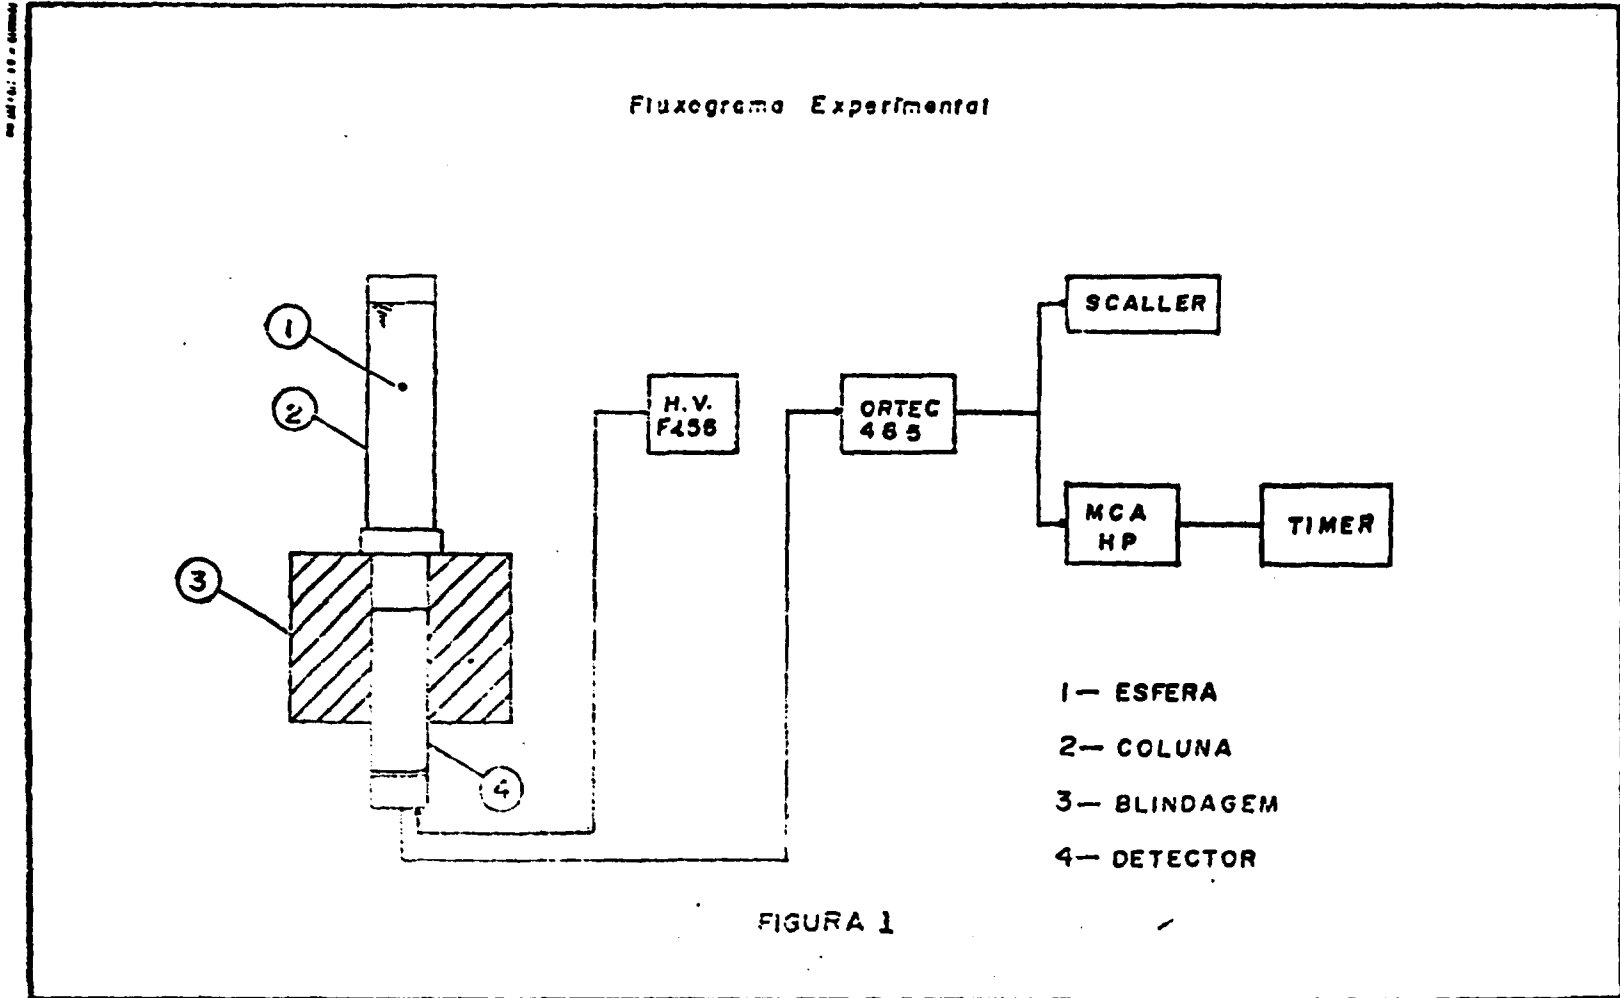 Fluxograma Experimental
1
2
3
4
H.V.
F456
ORTEC
485
SCALLER
MCA
HP
TIMER
1— ESFERA
2— COLUNA
3— BLINDAGEM
4— DETECTOR
FIGURA 1